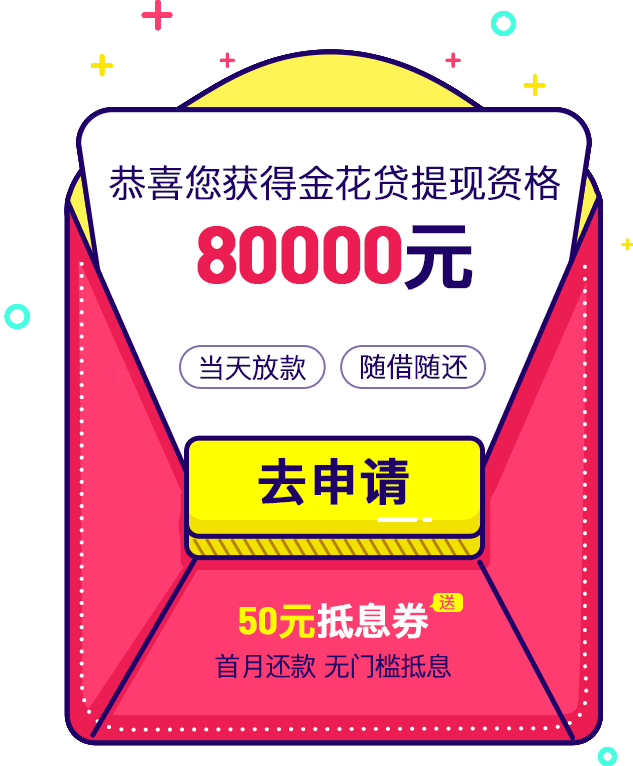 恭喜您获得金花贷提现资格
80000元
当天放款 随借随还
去申请
50元抵息券 送
首月还款 无门槛抵息